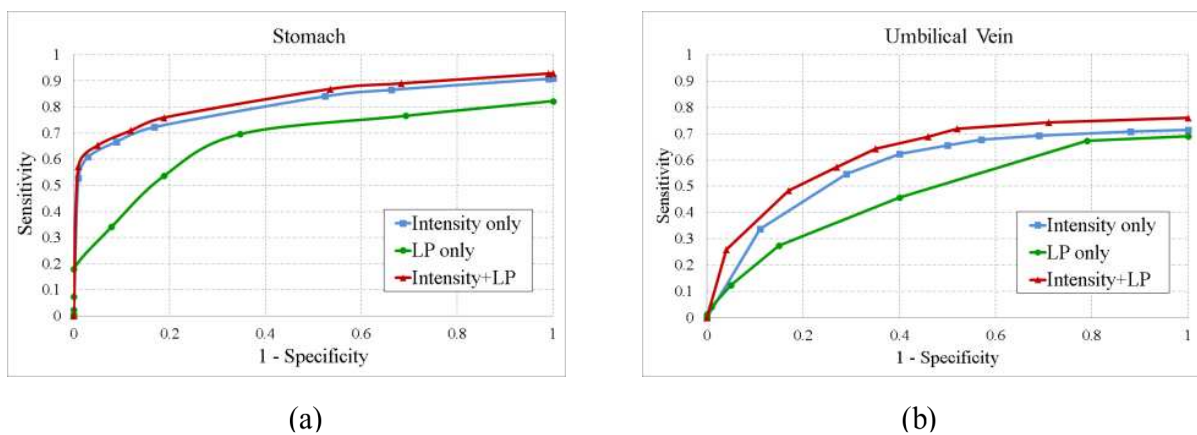 Stomach
1
0.9
0.8
0.7
0.6
0.5
0.4
0.3
0.2
0.1
0
Sensitivity
0 0.2 0.4 0.6 0.8 1
1 - Specificity
Intensity only
LP only
Intensity+LP
(a)
Umbilical Vein
1
0.9
0.8
0.7
0.6
0.5
0.4
0.3
0.2
0.1
0
Sensitivity
0 0.2 0.4 0.6 0.8 1
1 - Specificity
Intensity only
LP only
Intensity+LP
(b)